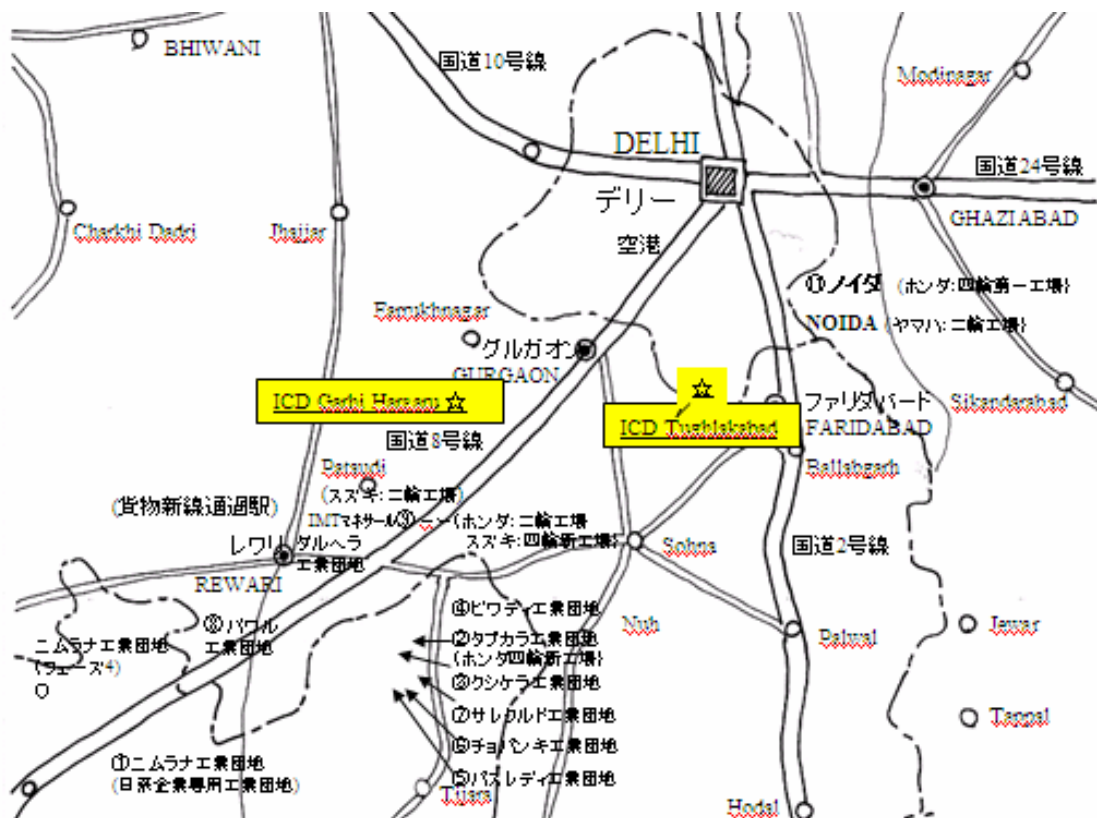 BHIWANI
国道10号線
Modinagar
DELHI
国道24号線
デリー
GHAZIABAD
Charkhi Dadri
Jhajjar
空港
①ノイダ (ホンダ:四輪第一工場)
NOIDA (ヤマハ:二輪工場)
Farrukhnagar
グルガオン
GURGAON
ICD Garhi Harsaru ☆
☆
ICD Tughlakabad
ファリダバード
FARIDABAD
Sikandarabad
国道8号線
Ballabgarh
Pataudi
(スズキ:二輪工場)
(貨物新線通過駅)
IMTマネサール③ーー(ホンダ:二輪工場
スズキ:四輪新工場)
レワリ
ダルヘラ
工業団地
REWARI
Sohna
国道2号線
④ビワディ工業団地
Nuh
②タプカラ工業団地
(ホンダ四輪新工場)
⑧バワル
工業団地
Palwal
Jewar
ニムラナ工業団地
(フェーズ4)
③クシケラ工業団地
⑦サレクルド工業団地
Tappal
⑥チョパンキ工業団地
①ニムラナ工業団地
(日系企業専用工業団地)
⑤パスレディ工業団地
Tijara
Hodal